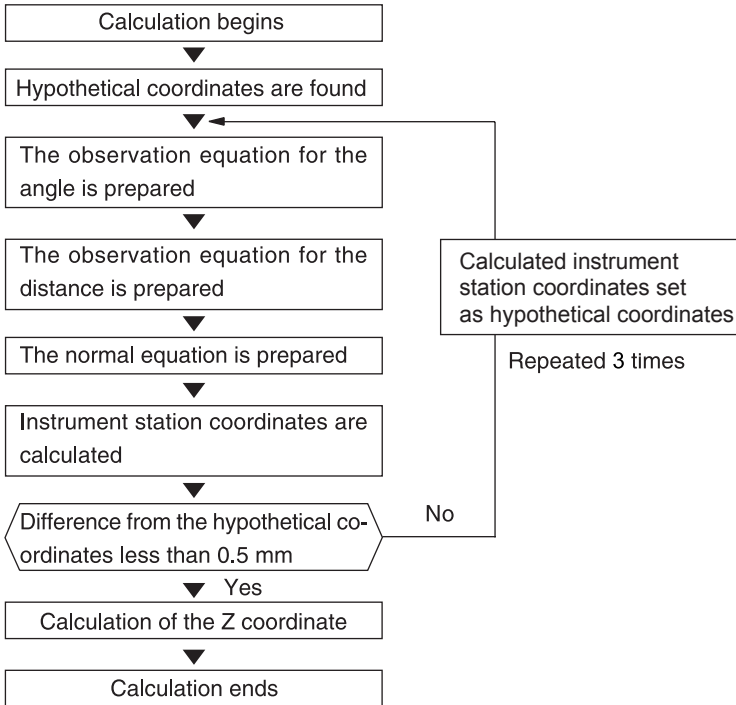 Calculation begins
Hypothetical coordinates are found
The observation equation for the
angle is prepared
The observation equation for the
distance is prepared
The normal equation is prepared
Instrument station coordinates are
calculated
Difference from the hypothetical co-
ordinates less than 0.5 mm
No
Calculated instrument
station coordinates set
as hypothetical coordinates
Repeated 3 times
Yes
Calculation of the Z coordinate
Calculation ends